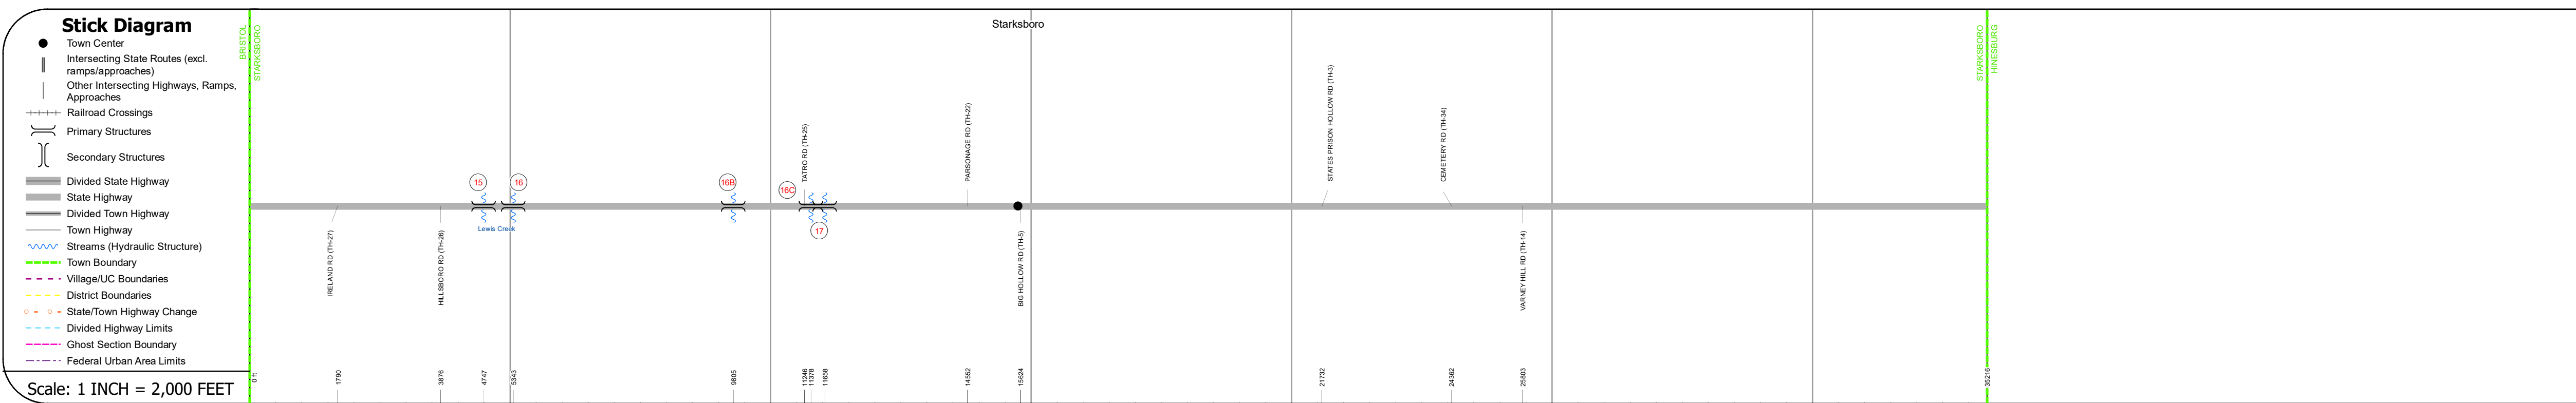 Stick Diagram
Town Center
Intersecting State Routes (excl.
ramps/approaches)
Other Intersecting Highways, Ramps,
Approaches
Railroad Crossings
Primary Structures
Secondary Structures
Divided State Highway
State Highway
Divided Town Highway
Town Highway
Streams (Hydraulic Structure)
Town Boundary
Village/UC Boundaries
District Boundaries
State/Town Highway Change
Divided Highway Limits
Ghost Section Boundary
Federal Urban Area Limits
Scale: 1 INCH = 2,000 FEET
BRISTOL
STARKSBORO
Starksboro
STARKSBORO
HINESBURG
IRELAND RD (TH-27)
HILLSBORO RD (TH-26)
15
16
Lewis Creek
16B
16C
TATRO RD (TH-25)
17
PARSONAGE RD (TH-22)
BIG HOLLOW RD (TH-5)
STATES PRISON HOLLOW RD (TH-3)
CEMETERY RD (TH-34)
VARNEY HILL RD (TH-14)
0 ft
1790
3876
4747
5343
9805
11246
11378
11658
14552
15624
21732
24362
25803
35216